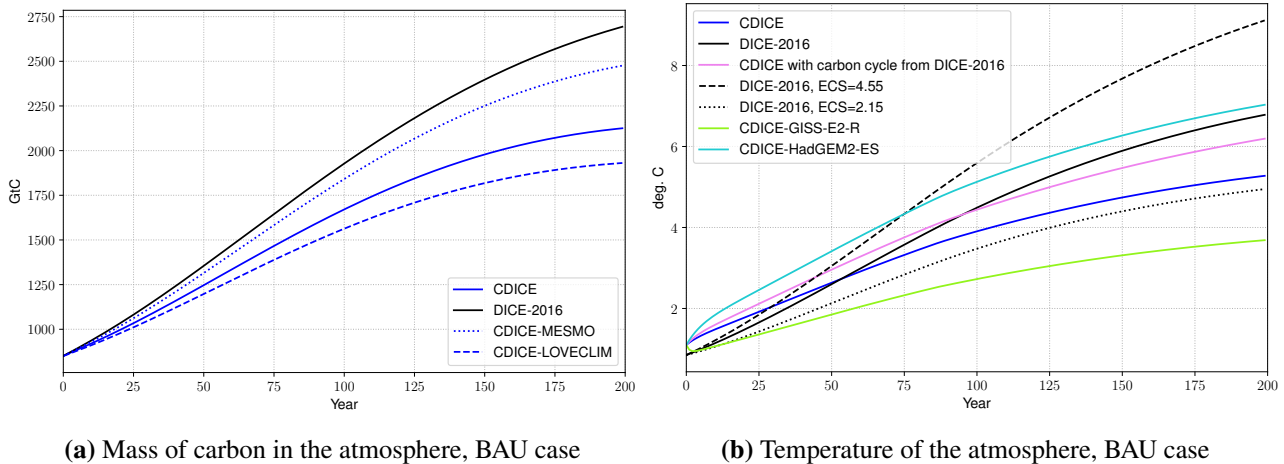 2750
2500
2250
2000
1750
1500
1250
1000
GtC
0 25 50 75 100 125 150 175 200
Year
CDICE
DICE-2016
CDICE-MESMO
CDICE-LOVECLIM
(a) Mass of carbon in the atmosphere, BAU case
CDICE
DICE-2016
CDICE with carbon cycle from DICE-2016
DICE-2016, ECS=4.55
DICE-2016, ECS=2.15
CDICE-GISS-E2-R
CDICE-HadGEM2-ES
8
6
4
2
deg. C
0 25 50 75 100 125 150 175 200
Year
(b) Temperature of the atmosphere, BAU case